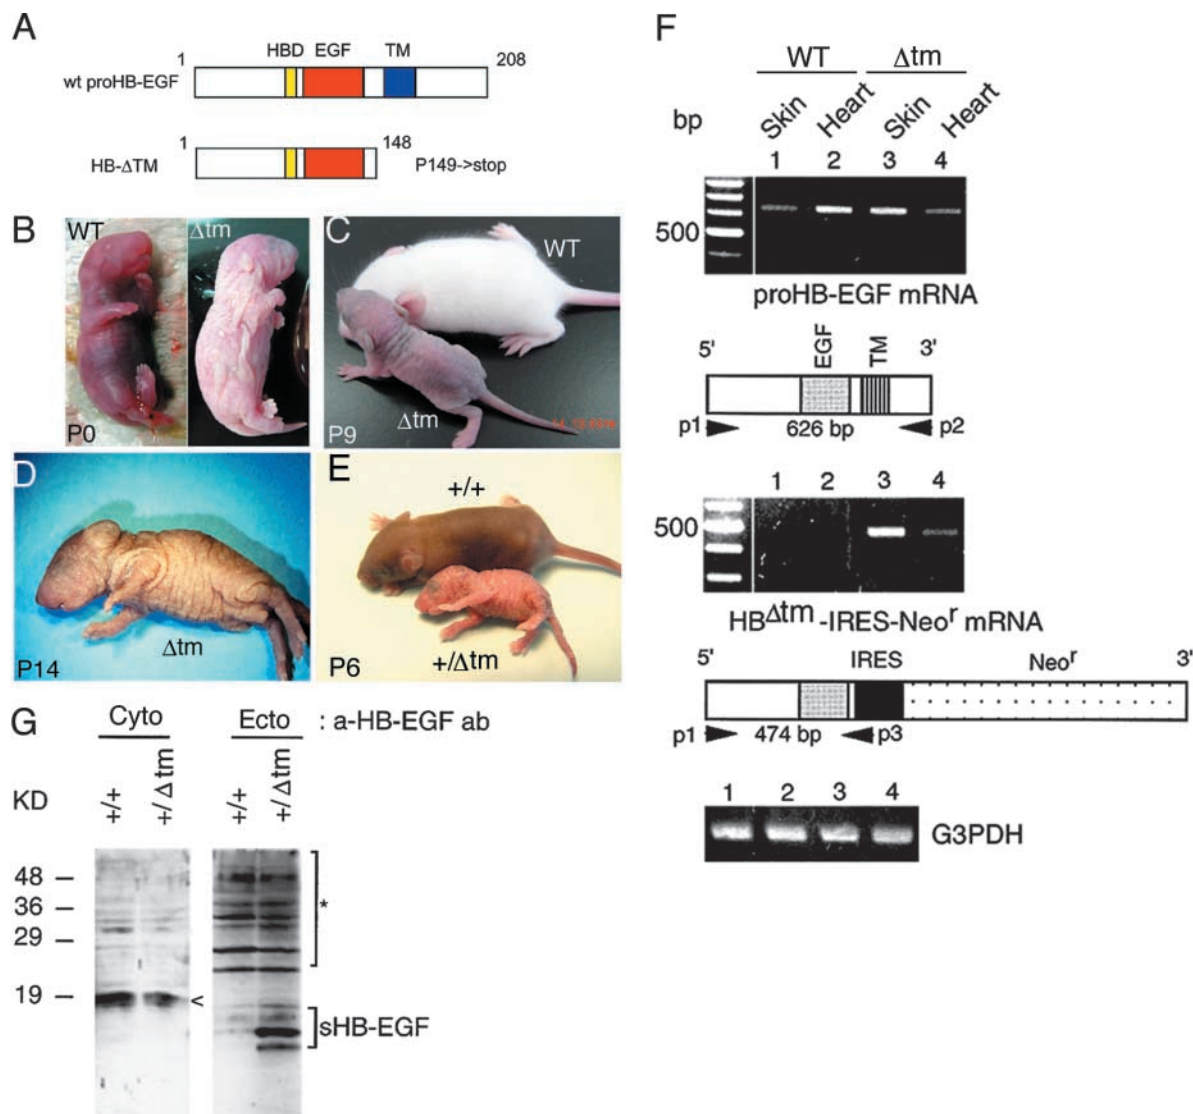 A
1 HBD EGF TM 208
wt proHB-EGF
1 148
HB-ΔTM P149->stop
B WT Δtm
P0
C WT
Δtm
P9
D
Δtm
P14
E +/+
+/Δtm
P6
F
WT Δtm
bp Skin Heart Skin Heart
1 2 3 4
500
proHB-EGF mRNA
5' EGF TM 3'
p1 626 bp p2
1 2 3 4
500
HBΔtm-IRES-Neor mRNA
5' IRES Neor 3'
p1 474 bp p3
1 2 3 4
G3PDH
G Cyto Ecto : a-HB-EGF ab
KD +/+ +/Δtm +/+ +/Δtm
48
36 *
29
19 <
sHB-EGF